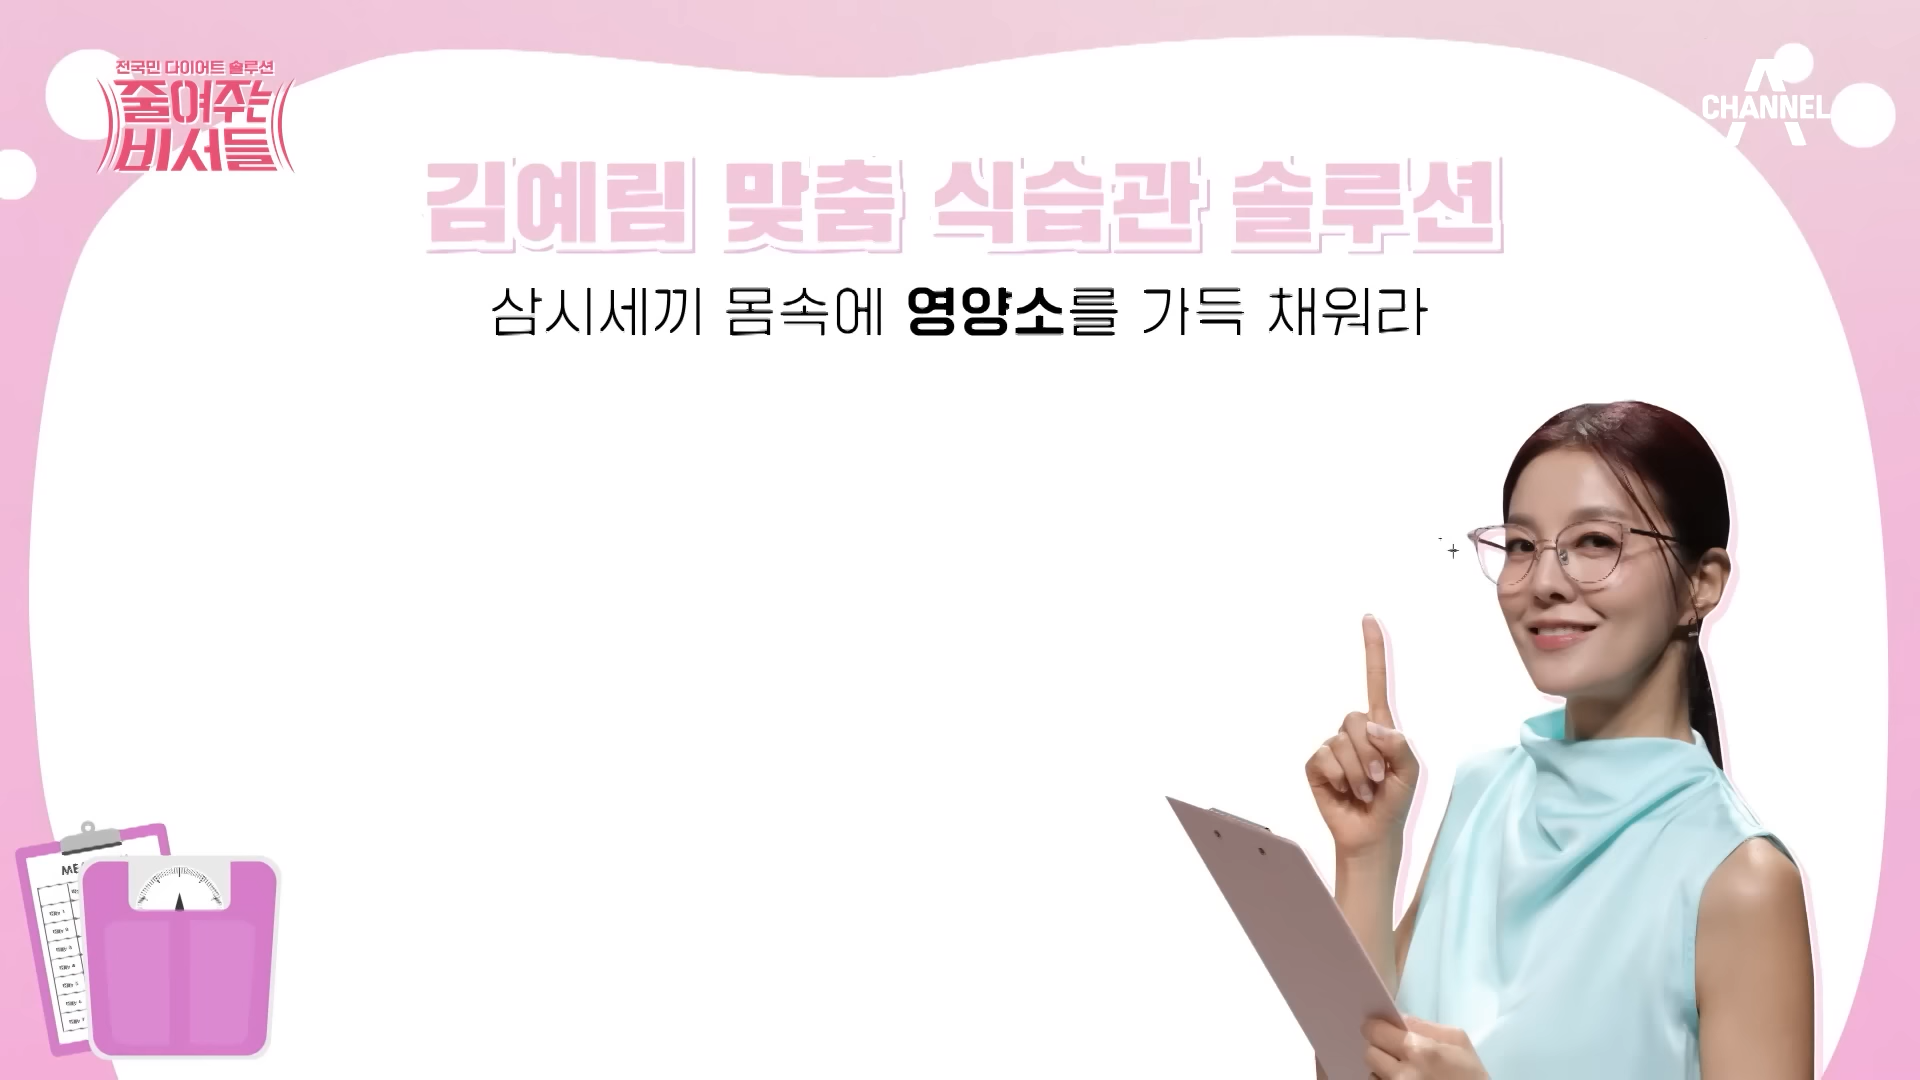 전국민 다이어트 솔루션
줄여주는
비서들
CHANNEL A
김예림 맞춤 식습관 솔루션
삼시세끼 몸속에 영양소를 가득 채워라